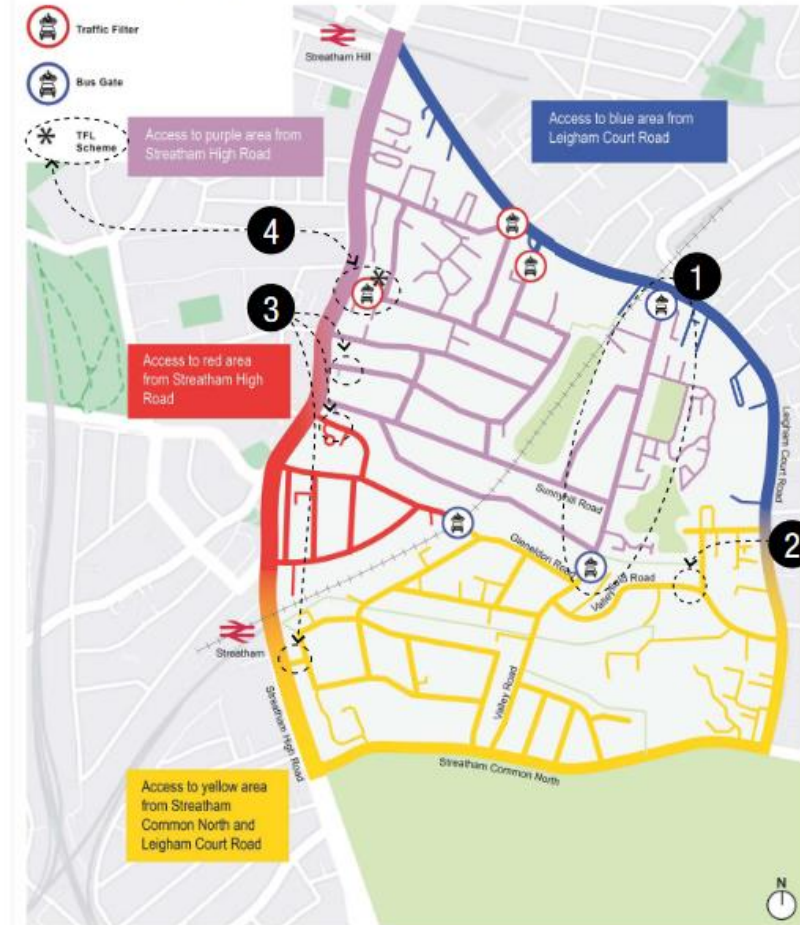 Traffic Filter
Bus Gate
TFL
Scheme
Streatham Hill
Access to purple area from
Streatham High Road
Access to blue area from
Leigham Court Road
4
1
3
Access to red area
from Streatham High
Road
Leigham Court Road
Sunnyhill Road
Gleneldon Road
2
Valley Road
Streatham
Valley Road
Streatham High Road
Streatham Common North
Access to yellow area
from Streatham
Common North and
Leigham Court Road
N